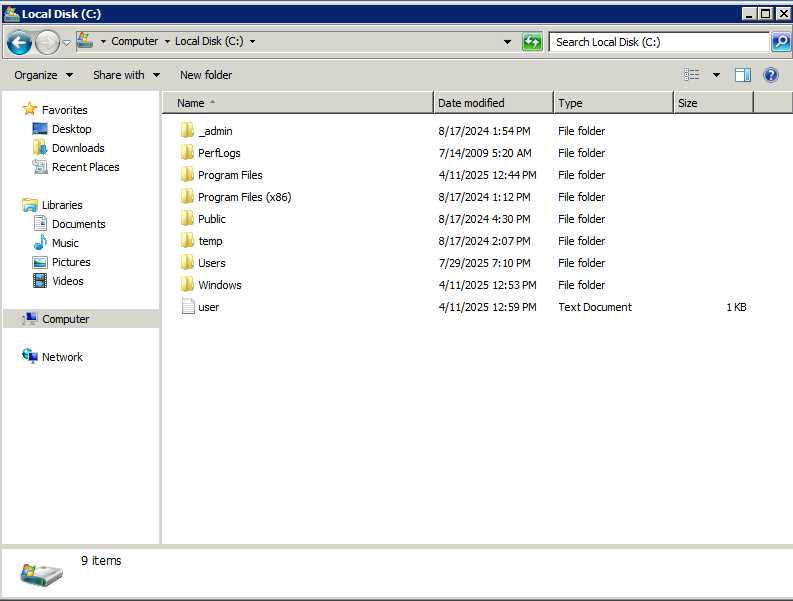 Local Disk (C:)
Computer Local Disk (C:) Search Local Disk (C:)
Organize Share with New folder
Favorites
Desktop
Downloads
Recent Places
Libraries
Documents
Music
Pictures
Videos
Computer
Network
Name Date modified Type Size
_admin 8/17/2024 1:54 PM File folder
PerfLogs 7/14/2009 5:20 AM File folder
Program Files 4/11/2025 12:44 PM File folder
Program Files (x86) 8/17/2024 1:12 PM File folder
Public 8/17/2024 4:30 PM File folder
temp 8/17/2024 2:07 PM File folder
Users 7/29/2025 7:10 PM File folder
Windows 4/11/2025 12:53 PM File folder
user 4/11/2025 12:59 PM Text Document 1 KB
9 items